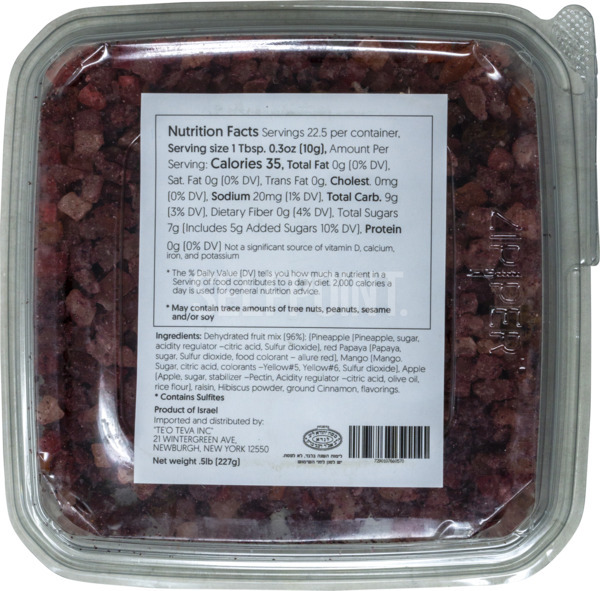 Nutrition Facts Servings 22.5 per container,
Serving size 1 Tbsp. 0.3oz (10g), Amount Per
Serving: Calories 35, Total Fat 0g (0% DV),
Sat. Fat 0g (0% DV), Trans Fat 0g, Cholest. 0mg
(0% DV), Sodium 20mg (1% DV), Total Carb. 9g
(3% DV), Dietary Fiber 0g (4% DV), Total Sugars
7g (Includes 5g Added Sugars 10% DV), Protein
0g (0% DV) Not a significant source of vitamin D, calcium,
iron, and potassium
* The % Daily Value (DV) tells you how much a nutrient in a
Serving of food contributes to a daily diet. 2,000 calories a
day is used for general nutrition advice.
* May contain trace amounts of tree nuts, peanuts, sesame
and/or soy
Ingredients: Dehydrated fruit mix (96%): (Pineapple (Pineapple, sugar,
acidity regulator –citric acid, Sulfur dioxide), red Papaya (Papaya,
sugar, Sulfur dioxide, food colorant – allure red), Mango (Mango.
Sugar, citric acid, colorants –Yellow#5, Yellow#6, Sulfur dioxide), Apple
(Apple, sugar, stabilizer –Pectin, Acidity regulator –citric acid, olive oil,
rice flour), raisin, Hibiscus powder, ground Cinnamon, flavorings.
* Contains Sulfites
Product of Israel
Imported and distributed by:
"TE'O TEVA INC"
21 WINTERGREEN AVE,
NEWBURGH, NEW YORK 12550
Net weight .5lb (227g)
ZIPPER